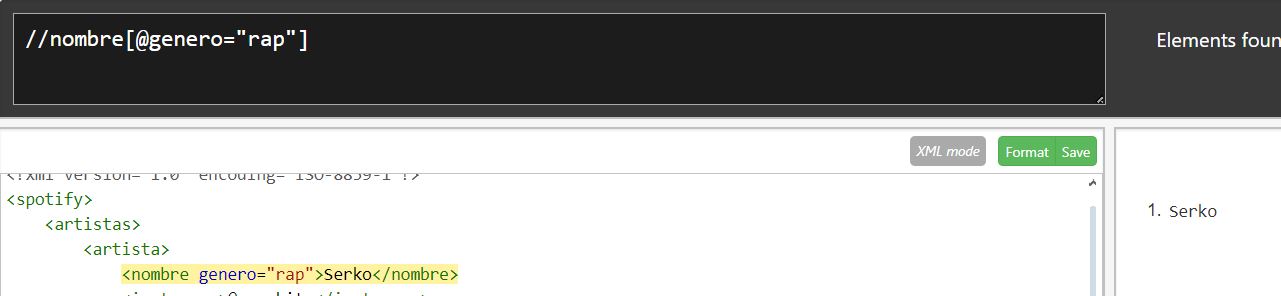 //nombre[@genero="rap"]
Elements foun
XML mode
Format Save
<?xml version="1.0" encoding="ISO-8859-1"?>
<spotify>
<artistas>
<artista>
<nombre genero="rap">Serko</nombre>
1. Serko